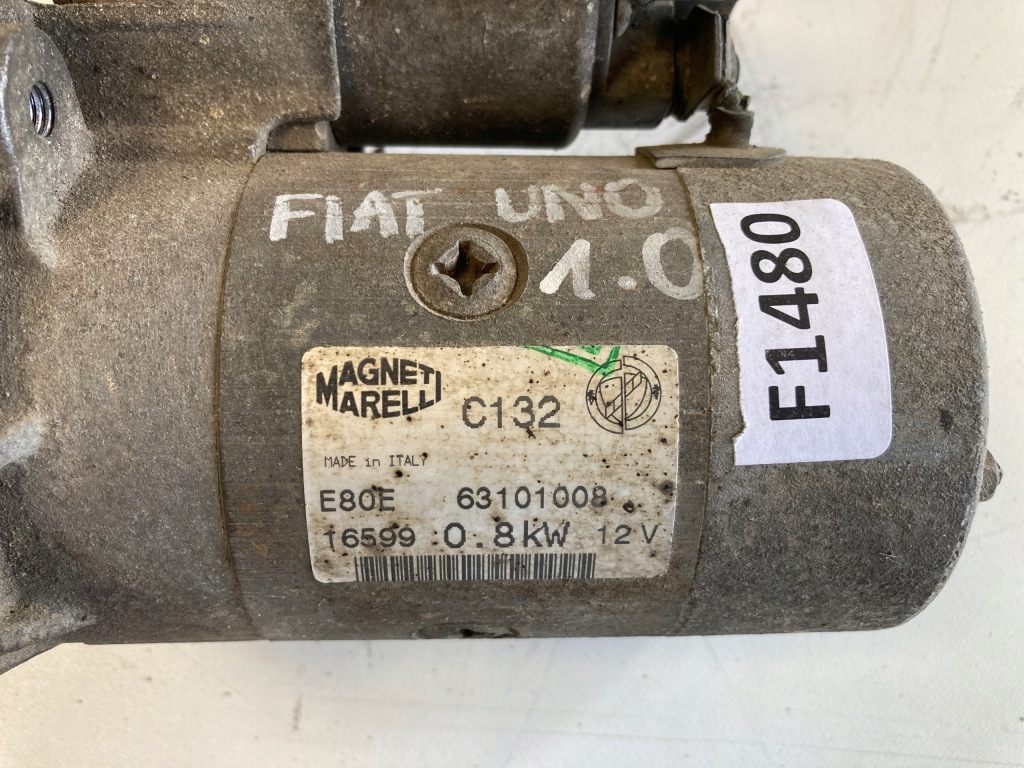 FIAT UNO
1.0
F1480
MAGNETI
MARELLI
C132
MADE in ITALY
E80E 63101008
16599 0.8kW 12V